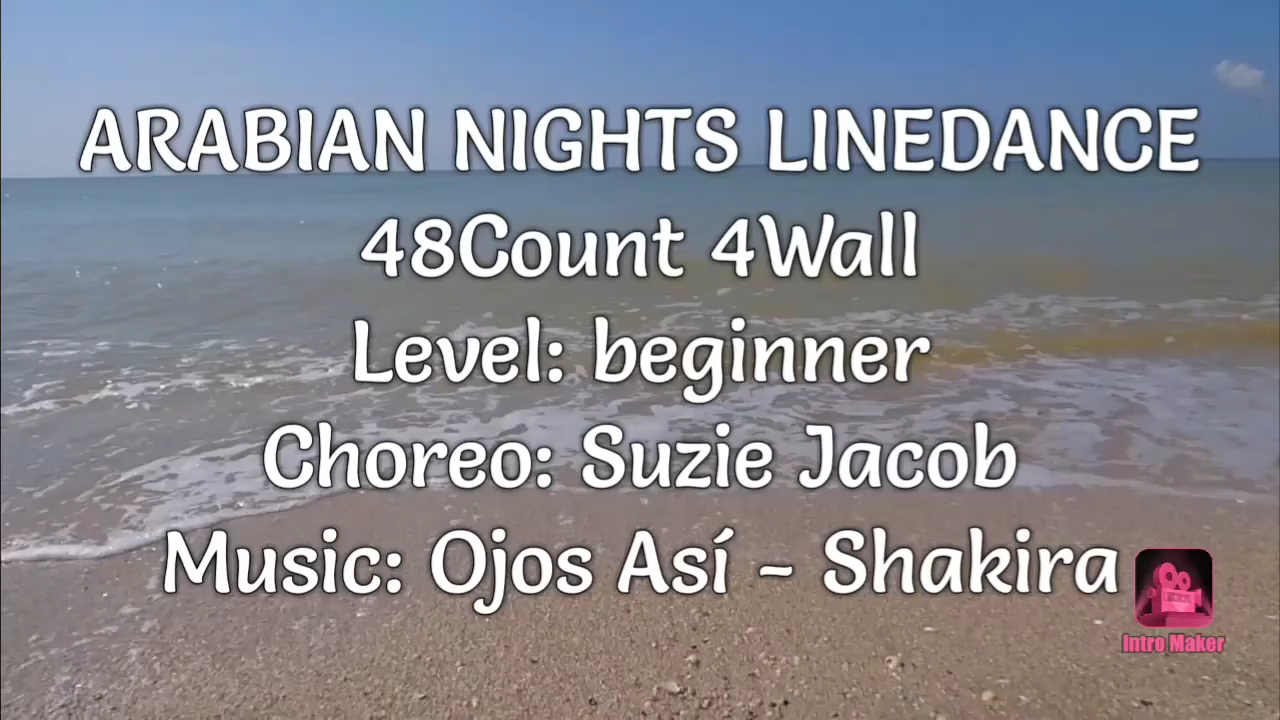 ARABIAN NIGHTS LINEDANCE
48Count 4Wall
Level: beginner
Choreo: Suzie Jacob
Music: Ojos Así - Shakira
Intro Maker